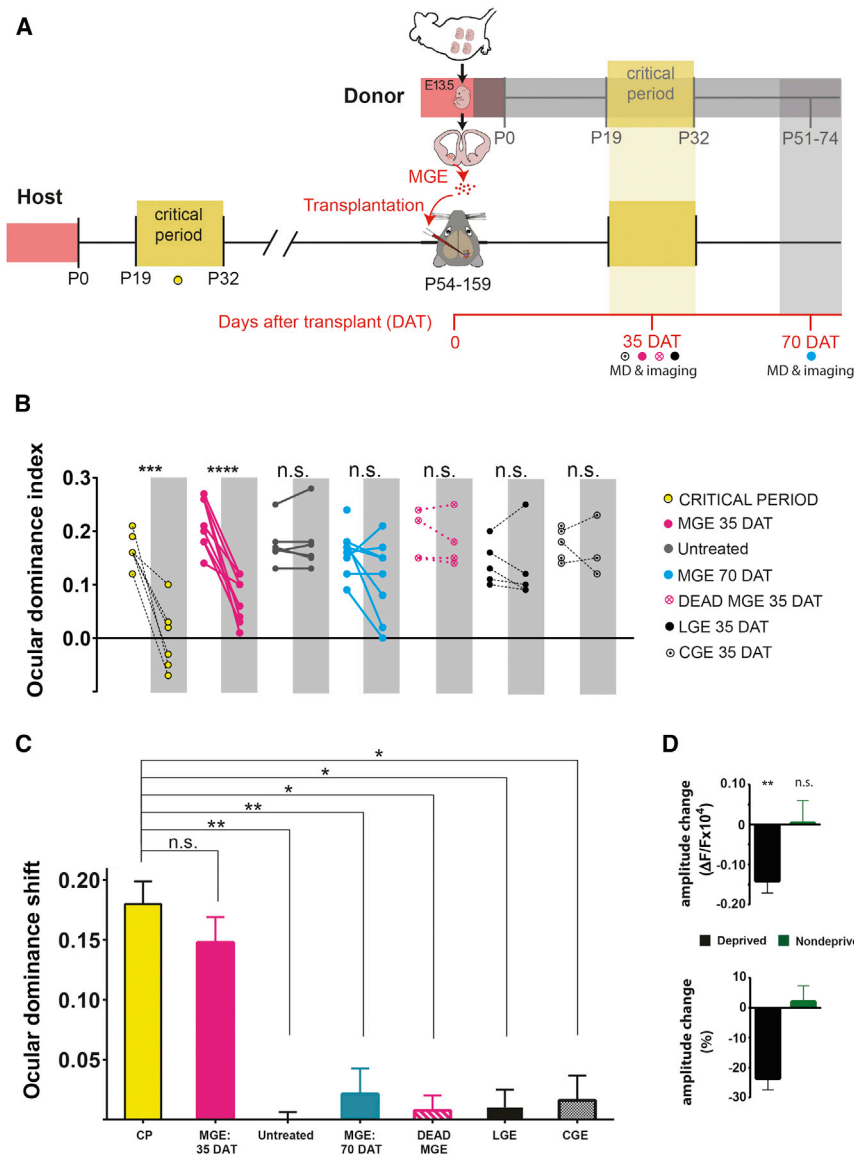 A
E13.5
Donor
critical
period
P0
P19
P32
P51-74
MGE
Transplantation
Host
critical
period
P0
P19
P32
P54-159
Days after transplant (DAT)
0
35 DAT
70 DAT
MD & imaging
MD & imaging
B
Ocular dominance index
0.3
0.2
0.1
0.0
***
****
n.s.
n.s.
n.s.
n.s.
n.s.
CRITICAL PERIOD
MGE 35 DAT
Untreated
MGE 70 DAT
DEAD MGE 35 DAT
LGE 35 DAT
CGE 35 DAT
C
Ocular dominance shift
0.20
0.15
0.10
0.05
*
*
*
**
**
n.s.
CP
MGE:
35 DAT
Untreated
MGE:
70 DAT
DEAD
MGE
LGE
CGE
D
amplitude change
(ΔF/Fx10⁴)
0.10
0
-0.10
-0.20
**
n.s.
Deprived
Nondeprive
amplitude change
(%)
10
0
-10
-20
-30